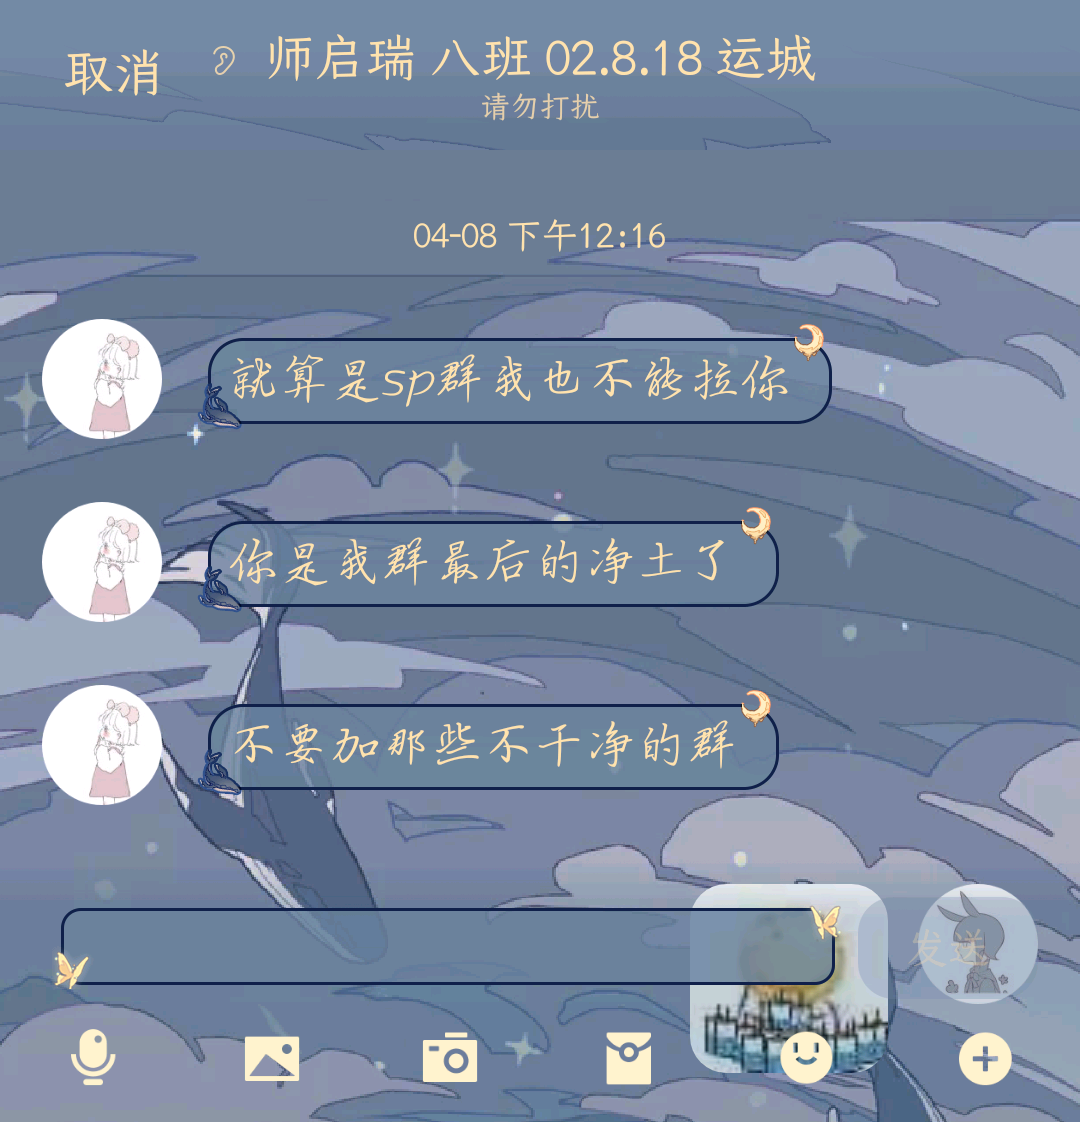 取消
师启瑞 八班 02.8.18 运城
请勿打扰
04-08 下午12:16
就算是sp群我也不能拉你
你是我群最后的净土了
不要加那些不干净的群
发送